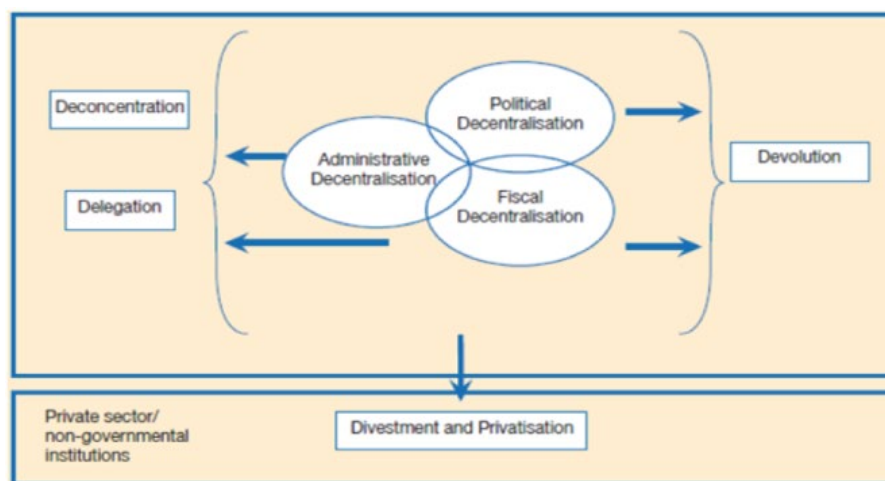 Deconcentration
Delegation
Administrative
Decentralisation
Political
Decentralisation
Fiscal
Decentralisation
Devolution
Private sector/
non-governmental
institutions
Divestment and Privatisation